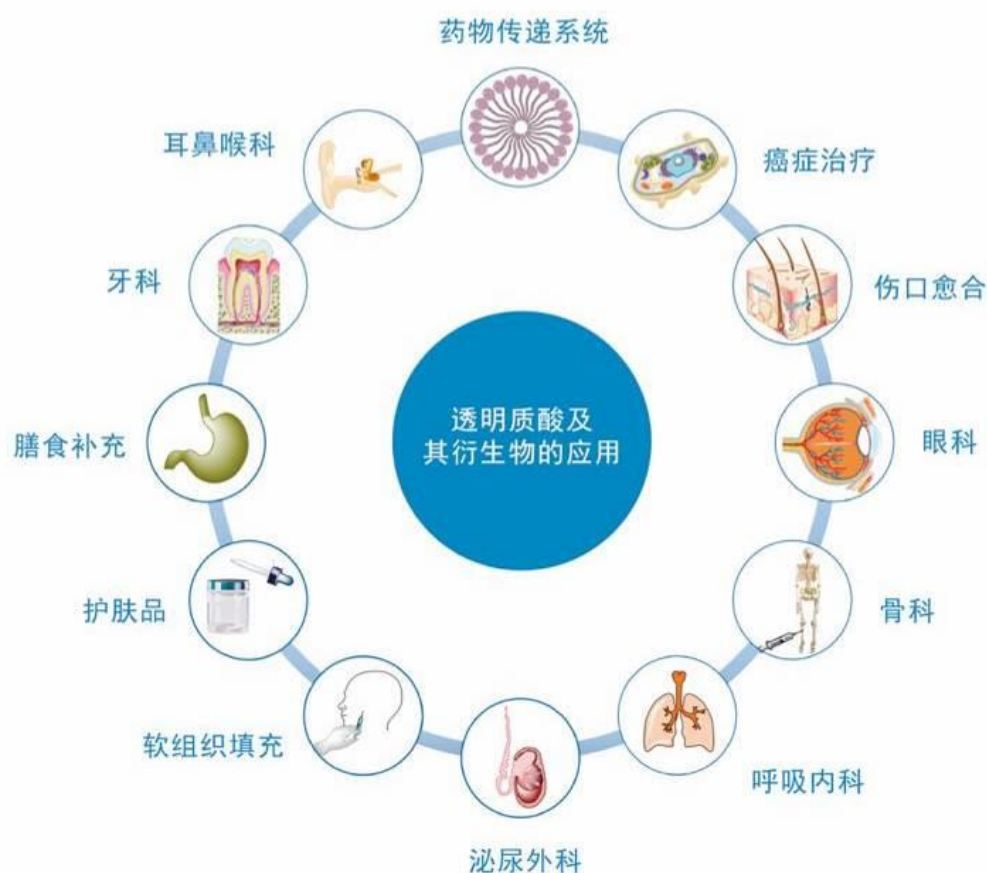 药物传递系统
耳鼻喉科
癌症治疗
牙科
伤口愈合
透明质酸及
其衍生物的应用
膳食补充
眼科
护肤品
骨科
软组织填充
呼吸内科
泌尿外科